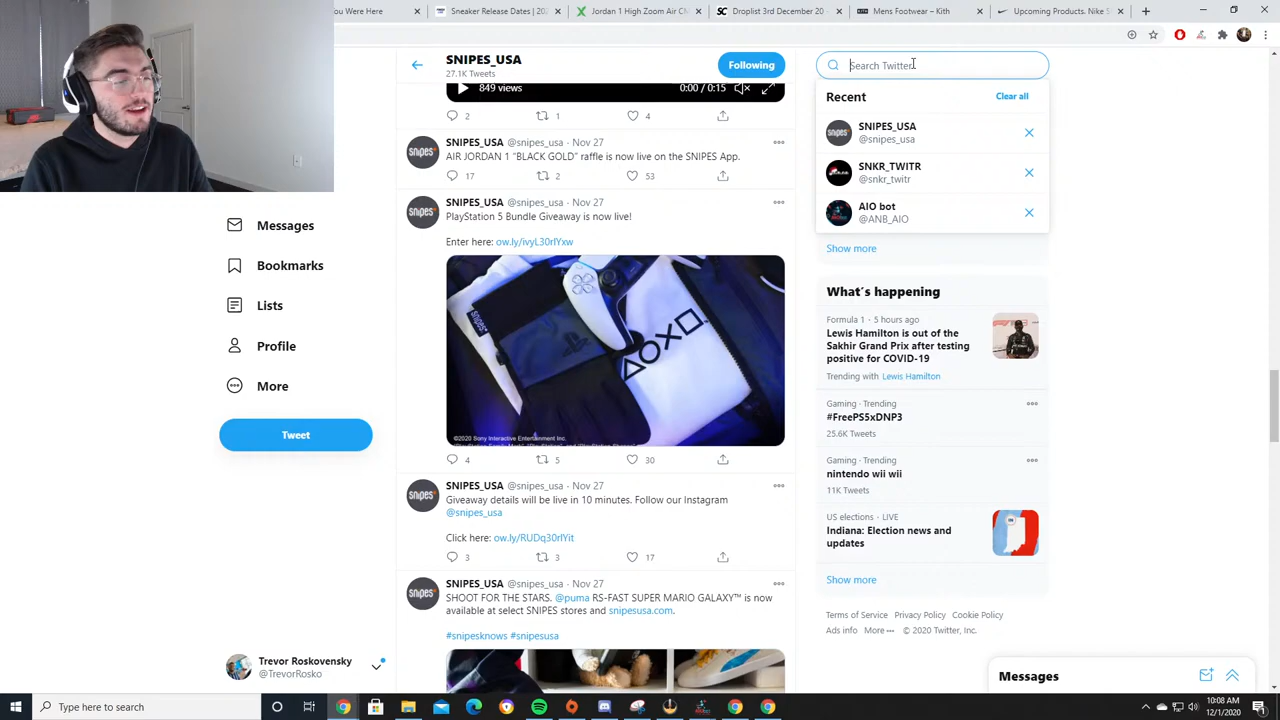 ou Were Here
Sneaker Release Dates | 202
Jordan 1 High Zoom Air CM
Droplist 3rd December 20
Mens Footwear – Kith
Upcoming Products. Nike S
SNIPES_USA
27.1K Tweets
Following
Search Twitter
Recent
Clear all
SNIPES_USA
@snipes_usa
SNKR_TWITR
@snkr_twitr
AIO bot
@ANB_AIO
Show more
849 views
0:00 / 0:15
2 1 4
SNIPES_USA @snipes_usa · Nov 27
AIR JORDAN 1 "BLACK GOLD" raffle is now live on the SNIPES App.
17 2 53
SNIPES_USA @snipes_usa · Nov 27
PlayStation 5 Bundle Giveaway is now live!
Enter here: ow.ly/ivyL30rlYxw
snipes
©2020 Sony Interactive Entertainment Inc.
4 5 30
SNIPES_USA @snipes_usa · Nov 27
Giveaway details will be live in 10 minutes. Follow our Instagram
@snipes_usa
Click here: ow.ly/RUDq30rlYit
3 3 17
SNIPES_USA @snipes_usa · Nov 27
SHOOT FOR THE STARS. @puma RS-FAST SUPER MARIO GALAXY™ is now
available at select SNIPES stores and snipesusa.com.
#snipesknows #snipesusa
Messages
Bookmarks
Lists
Profile
More
Tweet
Trevor Roskovensky
@TrevorRosko
What's happening
Formula 1 · 5 hours ago
Lewis Hamilton is out of the
Sakhir Grand Prix after testing
positive for COVID-19
Trending with Lewis Hamilton
Gaming · Trending
#FreePS5xDNP3
25.6K Tweets
Gaming · Trending
nintendo wii wii
11K Tweets
US elections · LIVE
Indiana: Election news and
updates
Show more
Terms of Service Privacy Policy Cookie Policy
Ads info More ••• © 2020 Twitter, Inc.
Messages
Type here to search
10:08 AM
12/1/2020